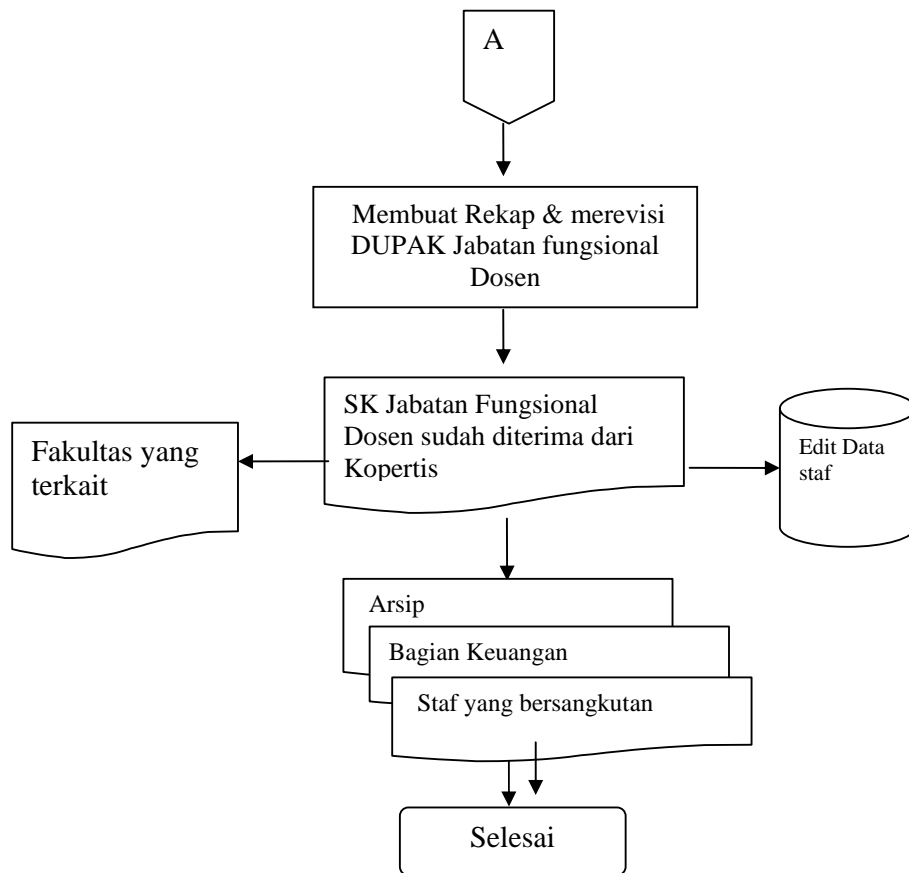 A
Membuat Rekap & merevisi
DUPAK Jabatan fungsional
Dosen
SK Jabatan Fungsional
Dosen sudah diterima dari
Kopertis
Fakultas yang
terkait
Edit Data
staf
Arsip
Bagian Keuangan
Staf yang bersangkutan
Selesai